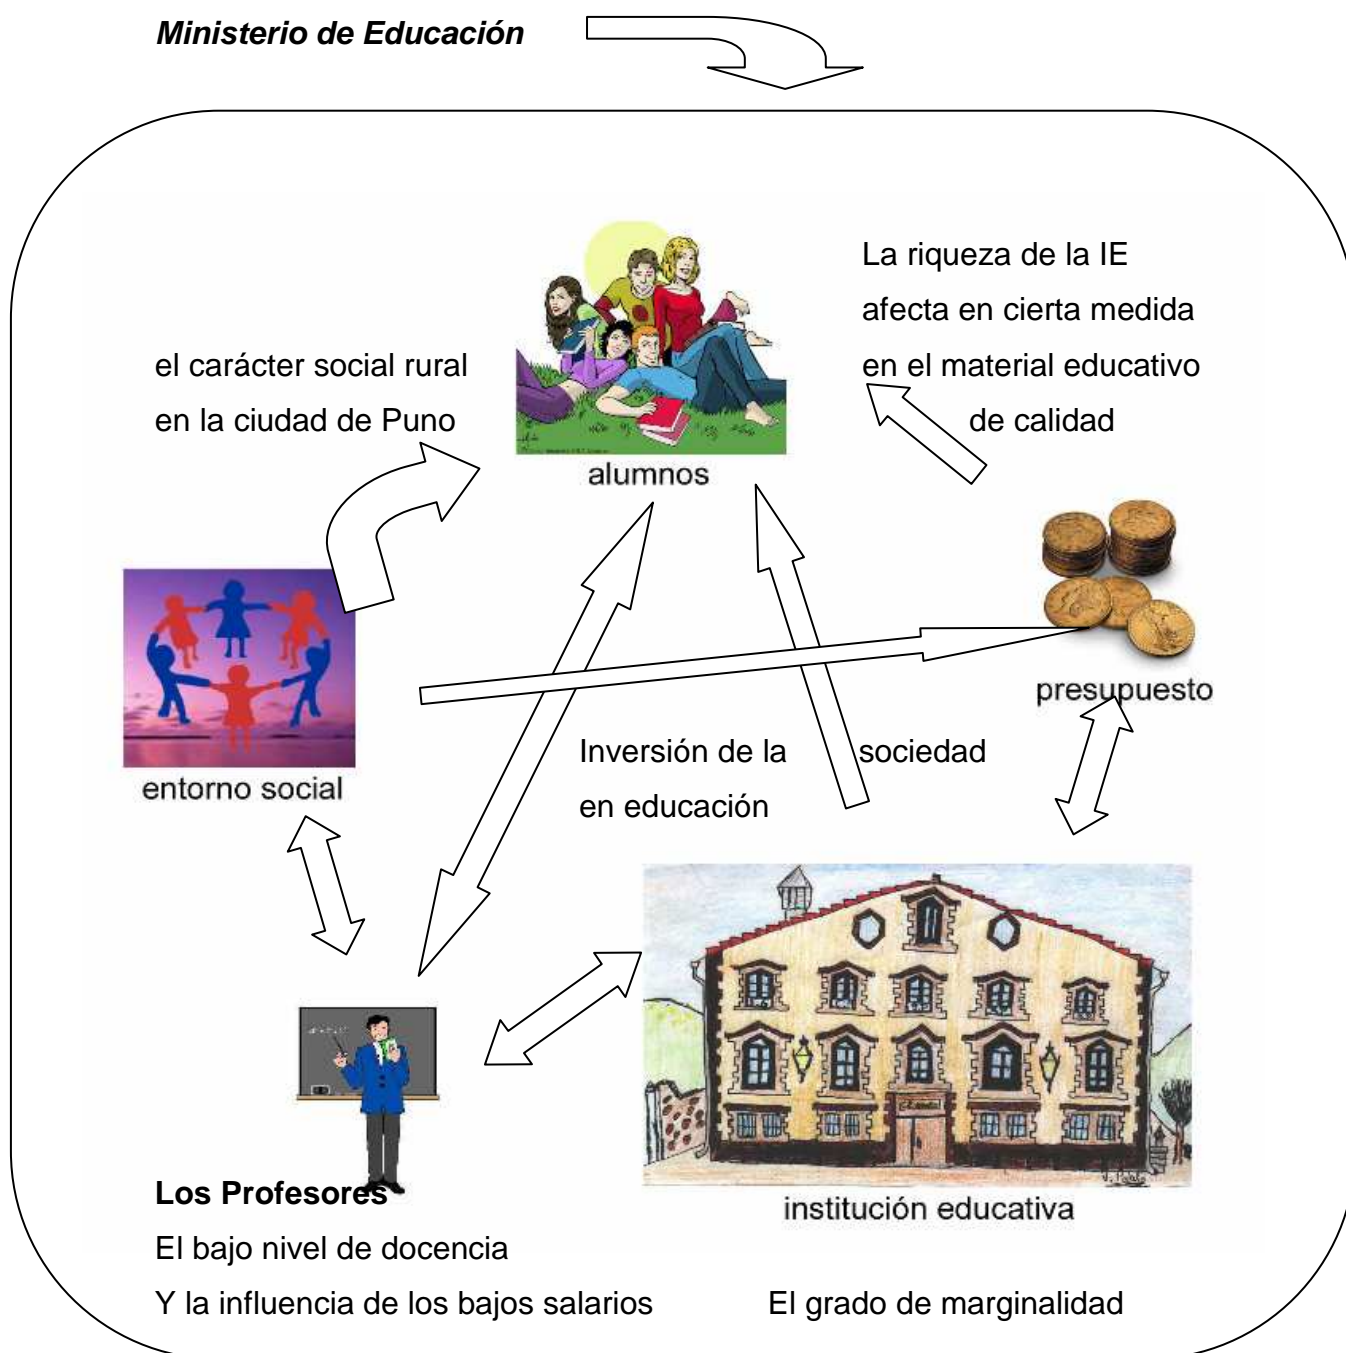 Ministerio de Educación
La riqueza de la IE
afecta en cierta medida
en el material educativo
de calidad
el carácter social rural
en la ciudad de Puno
alumnos
presupuesto
Inversión de la sociedad
en educación
entorno social
Los Profesores
El bajo nivel de docencia
Y la influencia de los bajos salarios
institución educativa
El grado de marginalidad